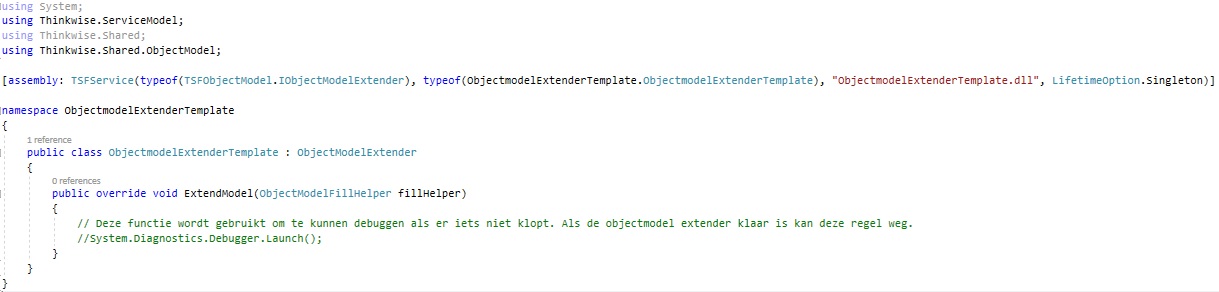 using System;
using Thinkwise.ServiceModel;
using Thinkwise.Shared;
using Thinkwise.Shared.ObjectModel;
[assembly: TSFService(typeof(TSFObjectModel.IObjectModelExtender), typeof(ObjectmodelExtenderTemplate.ObjectmodelExtenderTemplate), "ObjectmodelExtenderTemplate.dll", LifetimeOption.Singleton)]
namespace ObjectmodelExtenderTemplate
{
1 reference
public class ObjectmodelExtenderTemplate : ObjectModelExtender
{
0 references
public override void ExtendModel(ObjectModelFillHelper fillHelper)
{
// Deze functie wordt gebruikt om te kunnen debuggen als er iets niet klopt. Als de objectmodel extender klaar is kan deze regel weg.
//System.Diagnostics.Debugger.Launch();
}
}
}